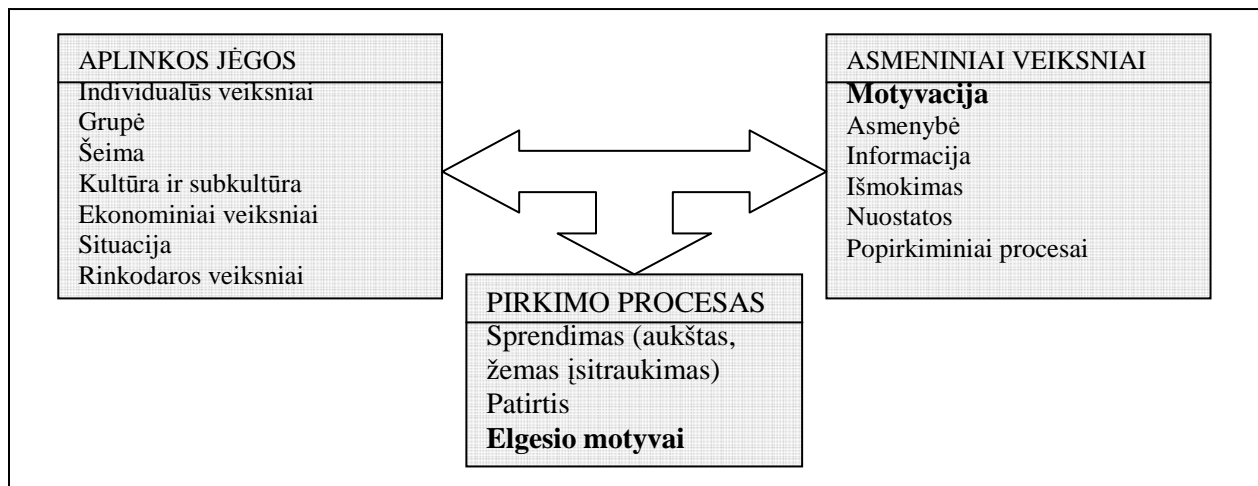 APLINKOS JĖGOS
Individualūs veiksniai
Grupė
Šeima
Kultūra ir subkultūra
Ekonominiai veiksniai
Situacija
Rinkodaros veiksniai
ASMENINIAI VEIKSNIAI
Motyvacija
Asmenybė
Informacija
Išmokimas
Nuostatos
Popirkiminiai procesai
PIRKIMO PROCESAS
Sprendimas (aukštas,
žemas įsitraukimas)
Patirtis
Elgesio motyvai